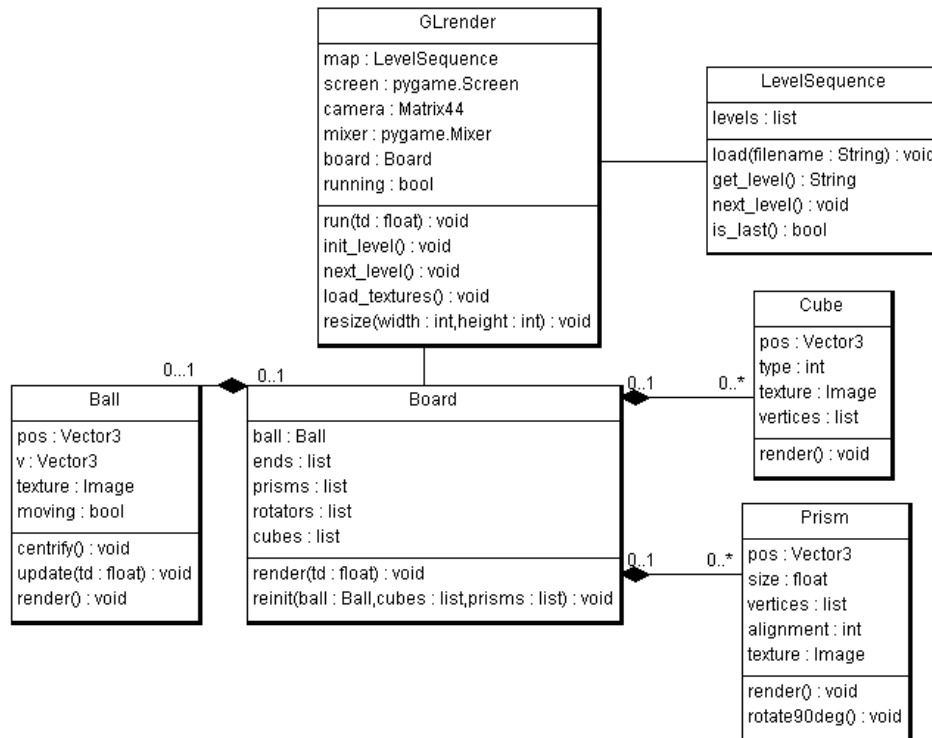 GLrender
map : LevelSequence
screen : pygame.Screen
camera : Matrix44
mixer : pygame.Mixer
board : Board
running : bool
run(td : float) : void
init_level() : void
next_level() : void
load_textures() : void
resize(width : int,height : int) : void
LevelSequence
levels : list
load(filename : String) : void
get_level() : String
next_level() : void
is_last() : bool
Cube
pos : Vector3
type : int
texture : Image
vertices : list
render() : void
0...1
0..1
0..1
0..*
Ball
pos : Vector3
v : Vector3
texture : Image
moving : bool
centrify() : void
update(td : float) : void
render() : void
Board
ball : Ball
ends : list
prisms : list
rotators : list
cubes : list
render(td : float) : void
reinit(ball : Ball,cubes : list,prisms : list) : void
0..1
0..*
Prism
pos : Vector3
size : float
vertices : list
alignment : int
texture : Image
render() : void
rotate90deg() : void